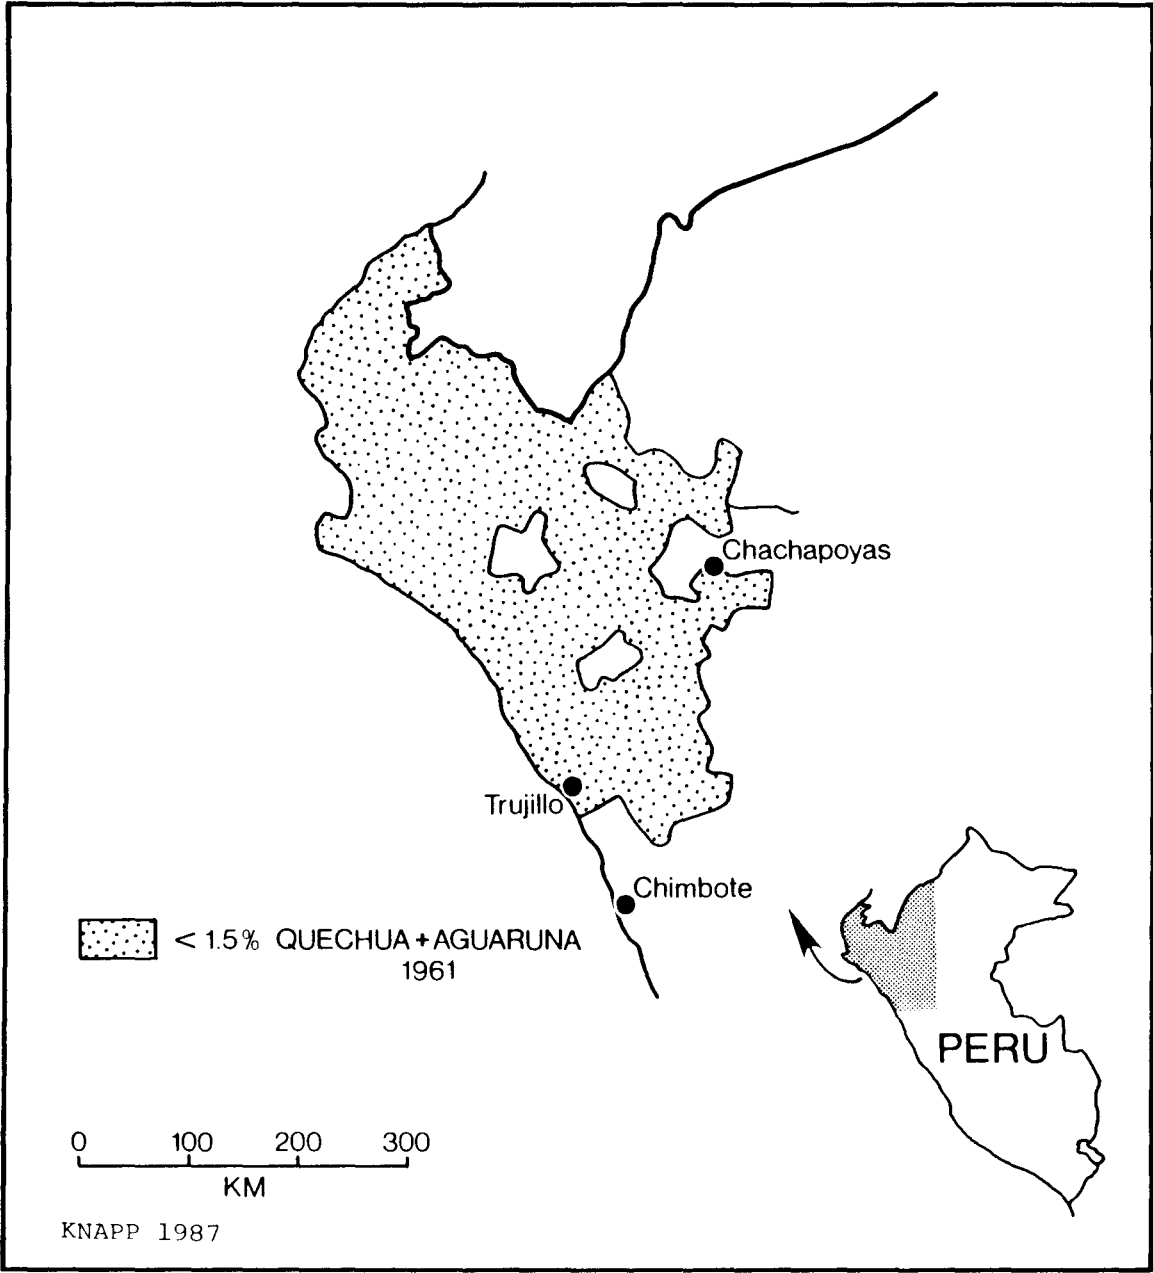 Chachapoyas
Trujillo
Chimbote
< 1.5% QUECHUA + AGUARUNA
1961
PERU
0 100 200 300
KM
KNAPP 1987